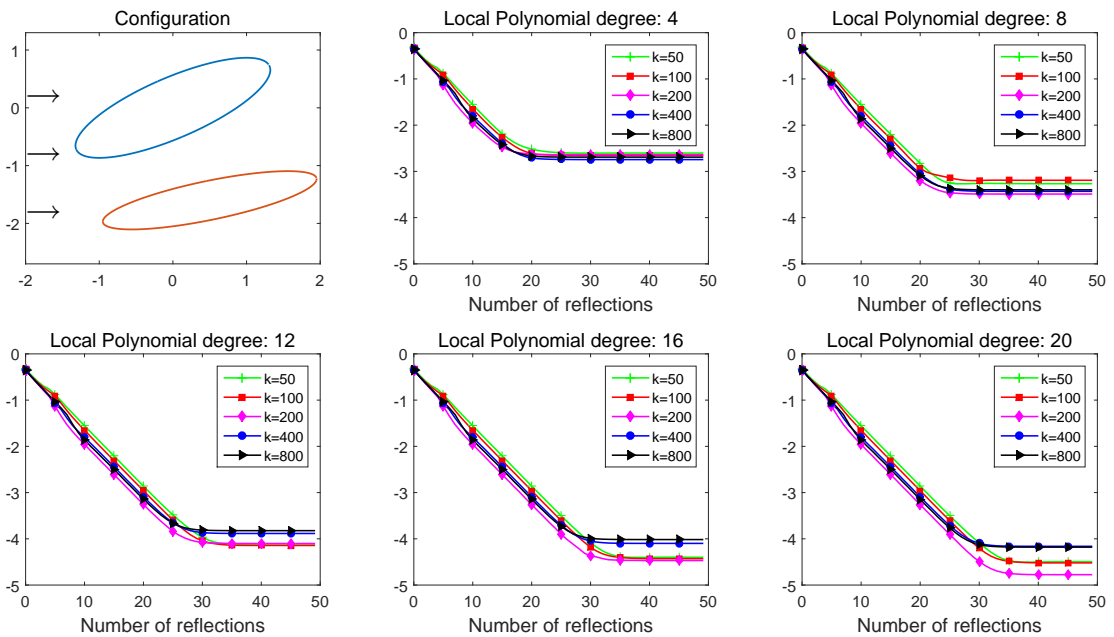 Configuration
1
0
-1
-2
-2
-1
0
1
2
Local Polynomial degree: 4
0
-1
-2
-3
-4
-5
0
10
20
30
40
50
k=50
k=100
k=200
k=400
k=800
Number of reflections
Local Polynomial degree: 8
0
-1
-2
-3
-4
-5
0
10
20
30
40
50
k=50
k=100
k=200
k=400
k=800
Number of reflections
Local Polynomial degree: 12
0
-1
-2
-3
-4
-5
0
10
20
30
40
50
k=50
k=100
k=200
k=400
k=800
Number of reflections
Local Polynomial degree: 16
0
-1
-2
-3
-4
-5
0
10
20
30
40
50
k=50
k=100
k=200
k=400
k=800
Number of reflections
Local Polynomial degree: 20
0
-1
-2
-3
-4
-5
0
10
20
30
40
50
k=50
k=100
k=200
k=400
k=800
Number of reflections